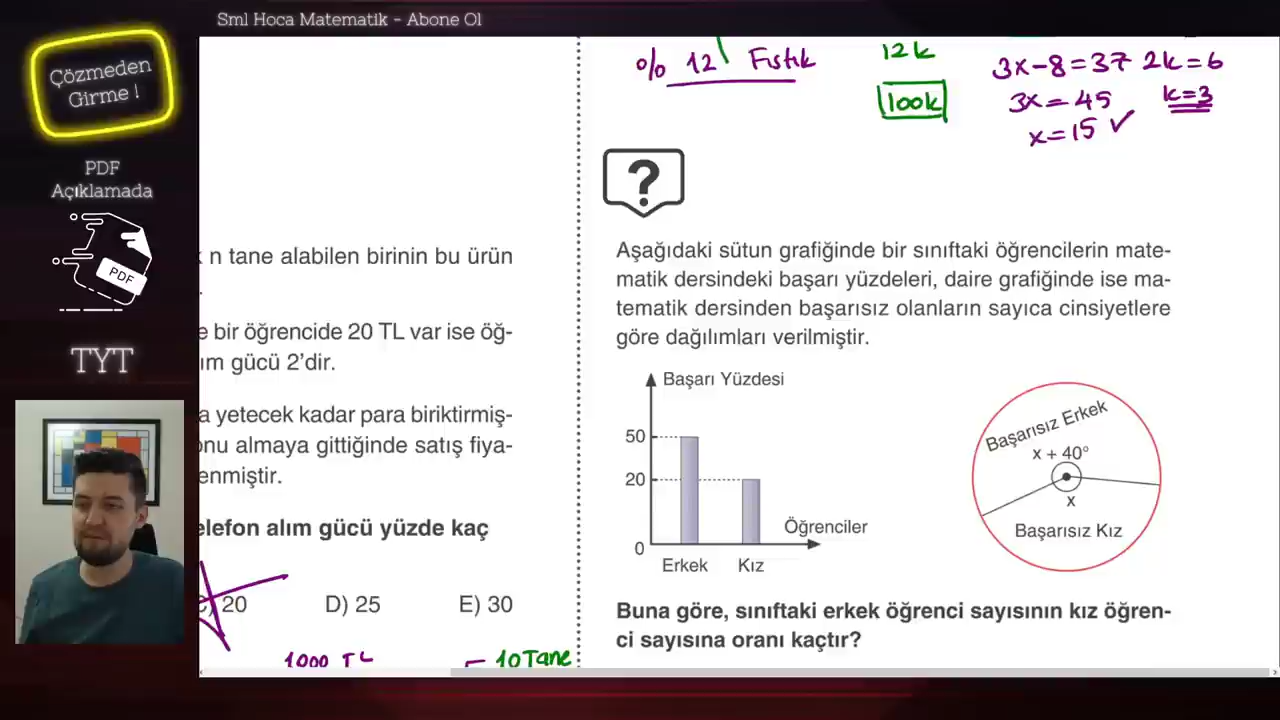 Sml Hoca Matematik - Abone Ol
Çözmeden
Girme !
PDF
Açıklamada
PDF
TYT
k n tane alabilen birinin bu ürün
e bir öğrencide 20 TL var ise öğ-
ım gücü 2'dir.
a yetecek kadar para biriktirmiş-
onu almaya gittiğinde satış fiya-
enmiştir.
elefon alım gücü yüzde kaç
C) 20 D) 25 E) 30
1000 TL 10 Tane
% 12 Fıstık
12k
100k
3x-8=37 2k=6
3x=45 k=3
x=15 ✓
?
Aşağıdaki sütun grafiğinde bir sınıftaki öğrencilerin mate-
matik dersindeki başarı yüzdeleri, daire grafiğinde ise ma-
tematik dersinden başarısız olanların sayıca cinsiyetlere
göre dağılımları verilmiştir.
Başarı Yüzdesi
50
20
0
Öğrenciler
Erkek Kız
Başarısız Erkek
x + 40°
x
Başarısız Kız
Buna göre, sınıftaki erkek öğrenci sayısının kız öğren-
ci sayısına oranı kaçtır?